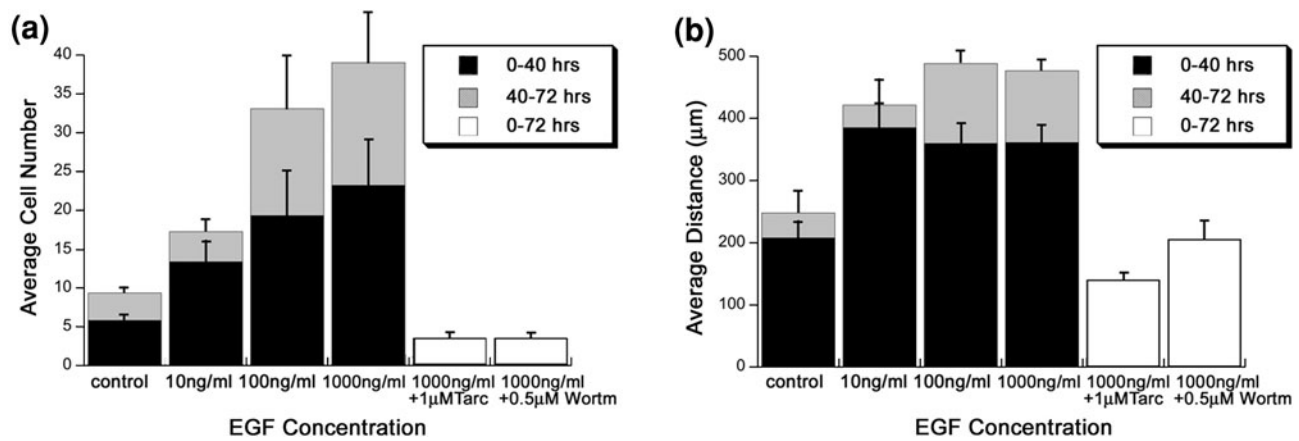 (a)
Average Cell Number
40
35
30
25
20
15
10
5
0
0-40 hrs
40-72 hrs
0-72 hrs
control 10ng/ml 100ng/ml 1000ng/ml 1000ng/ml 1000ng/ml
+1µMTarc +0.5µM Wortm
EGF Concentration
(b)
Average Distance (µm)
500
400
300
200
100
0
0-40 hrs
40-72 hrs
0-72 hrs
control 10ng/ml 100ng/ml 1000ng/ml 1000ng/ml 1000ng/ml
+1µMTarc +0.5µM Wortm
EGF Concentration